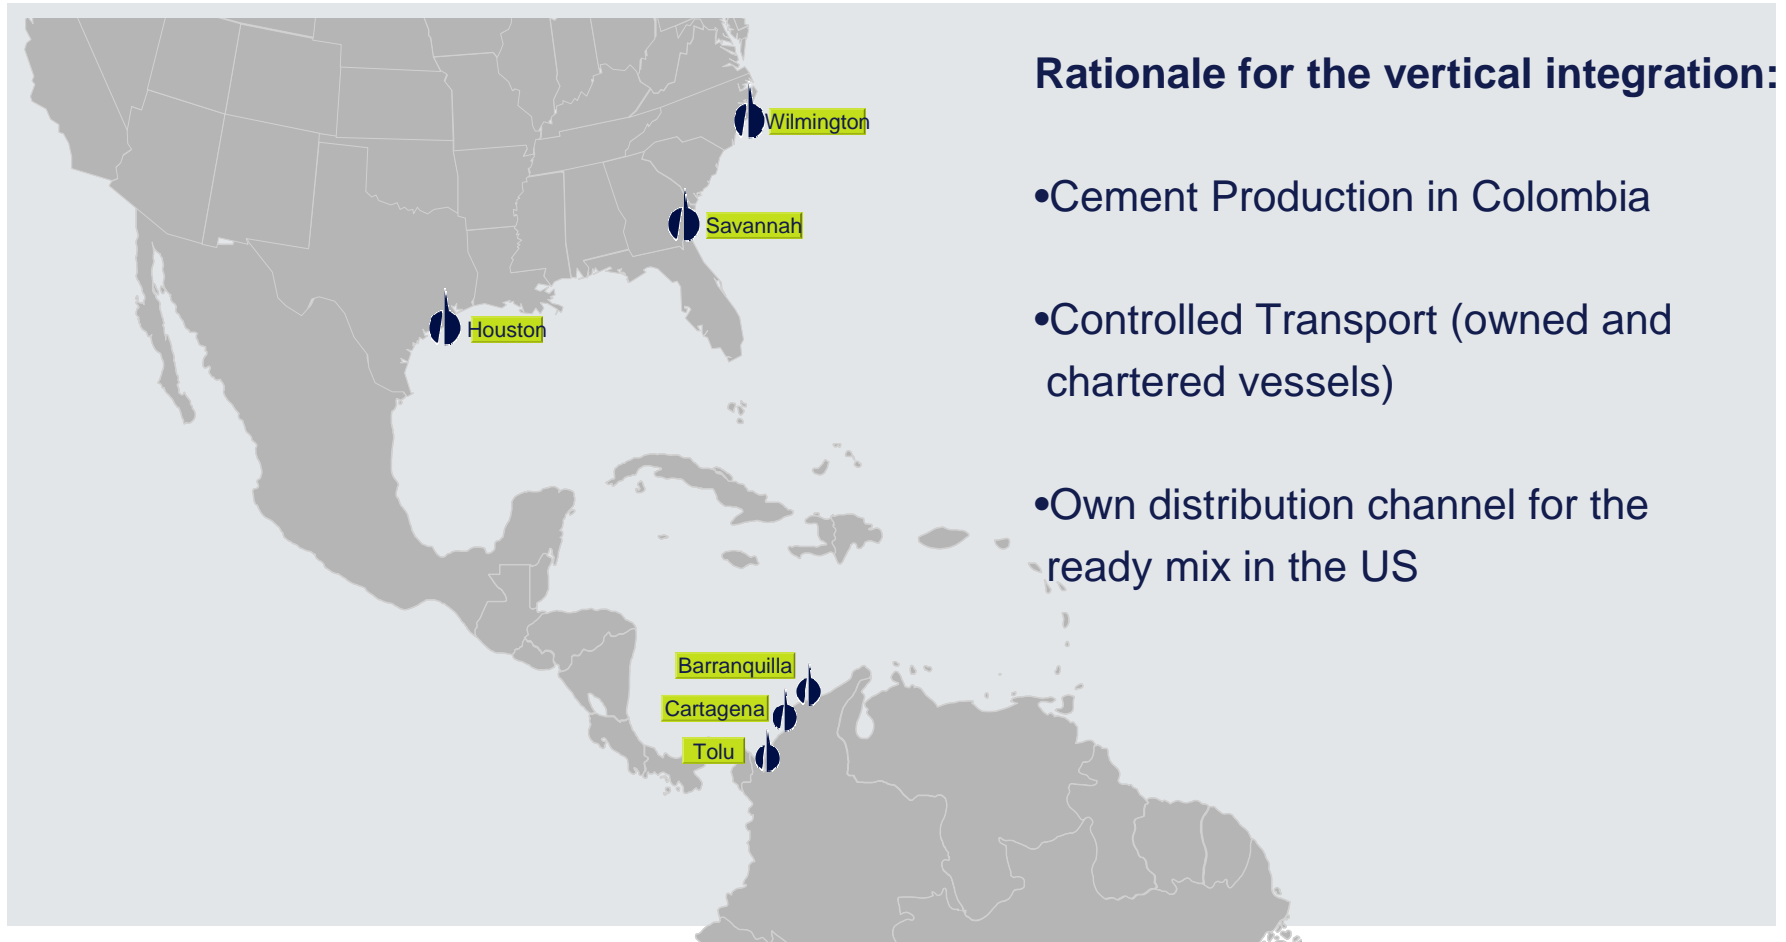 Rationale for the vertical integration:
•Cement Production in Colombia
•Controlled Transport (owned and
chartered vessels)
•Own distribution channel for the
ready mix in the US
Wilmington
Savannah
Houston
Barranquilla
Cartagena
Tolu